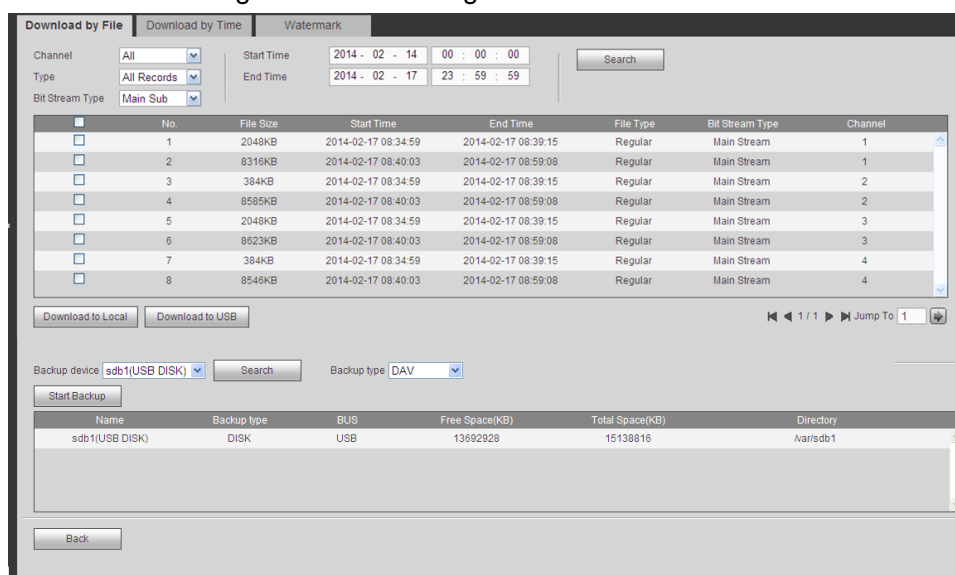 Download by File Download by Time Watermark
Channel All Start Time 2014 - 02 - 14 00 : 00 : 00 Search
Type All Records End Time 2014 - 02 - 17 23 : 59 : 59
Bit Stream Type Main Sub
No. File Size Start Time End Time File Type Bit Stream Type Channel
1 2048KB 2014-02-17 08:34:59 2014-02-17 08:39:15 Regular Main Stream 1
2 8316KB 2014-02-17 08:40:03 2014-02-17 08:59:08 Regular Main Stream 1
3 384KB 2014-02-17 08:34:59 2014-02-17 08:39:15 Regular Main Stream 2
4 8585KB 2014-02-17 08:40:03 2014-02-17 08:59:08 Regular Main Stream 2
5 2048KB 2014-02-17 08:34:59 2014-02-17 08:39:15 Regular Main Stream 3
6 8623KB 2014-02-17 08:40:03 2014-02-17 08:59:08 Regular Main Stream 3
7 384KB 2014-02-17 08:34:59 2014-02-17 08:39:15 Regular Main Stream 4
8 8546KB 2014-02-17 08:40:03 2014-02-17 08:59:08 Regular Main Stream 4
Download to Local Download to USB 1 / 1 Jump To 1
Backup device sdb1(USB DISK) Search Backup type DAV
Start Backup
Name Backup type BUS Free Space(KB) Total Space(KB) Directory
sdb1(USB DISK) DISK USB 13692928 15138816 /var/sdb1
Back